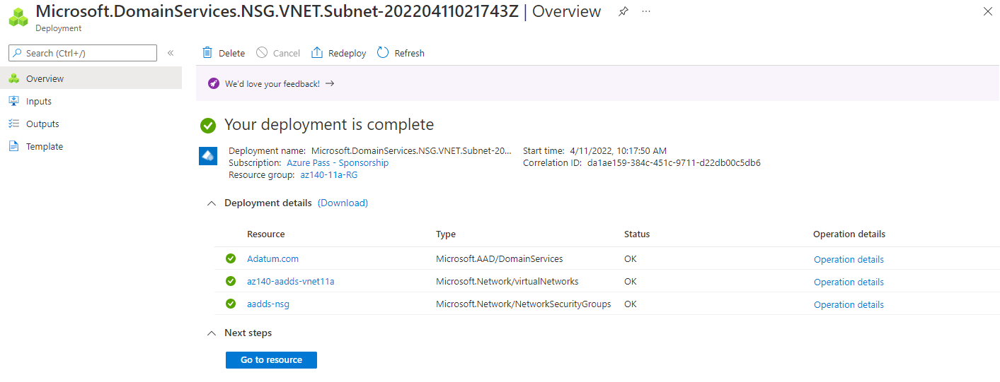 Microsoft.DomainServices.NSG.VNET.Subnet-20220411021743Z | Overview
Deployment
Search (Ctrl+/)
«
Delete
Cancel
Redeploy
Refresh
Overview
Inputs
Outputs
Template
We'd love your feedback! →
Your deployment is complete
Deployment name: Microsoft.DomainServices.NSG.VNET.Subnet-20...
Subscription: Azure Pass - Sponsorship
Resource group: az140-11a-RG
Start time: 4/11/2022, 10:17:50 AM
Correlation ID: da1ae159-384c-451c-9711-d22db00c5db6
Deployment details (Download)
Resource Type Status Operation details
Adatum.com Microsoft.AAD/DomainServices OK Operation details
az140-aadds-vnet11a Microsoft.Network/virtualNetworks OK Operation details
aadds-nsg Microsoft.Network/NetworkSecurityGroups OK Operation details
Next steps
Go to resource